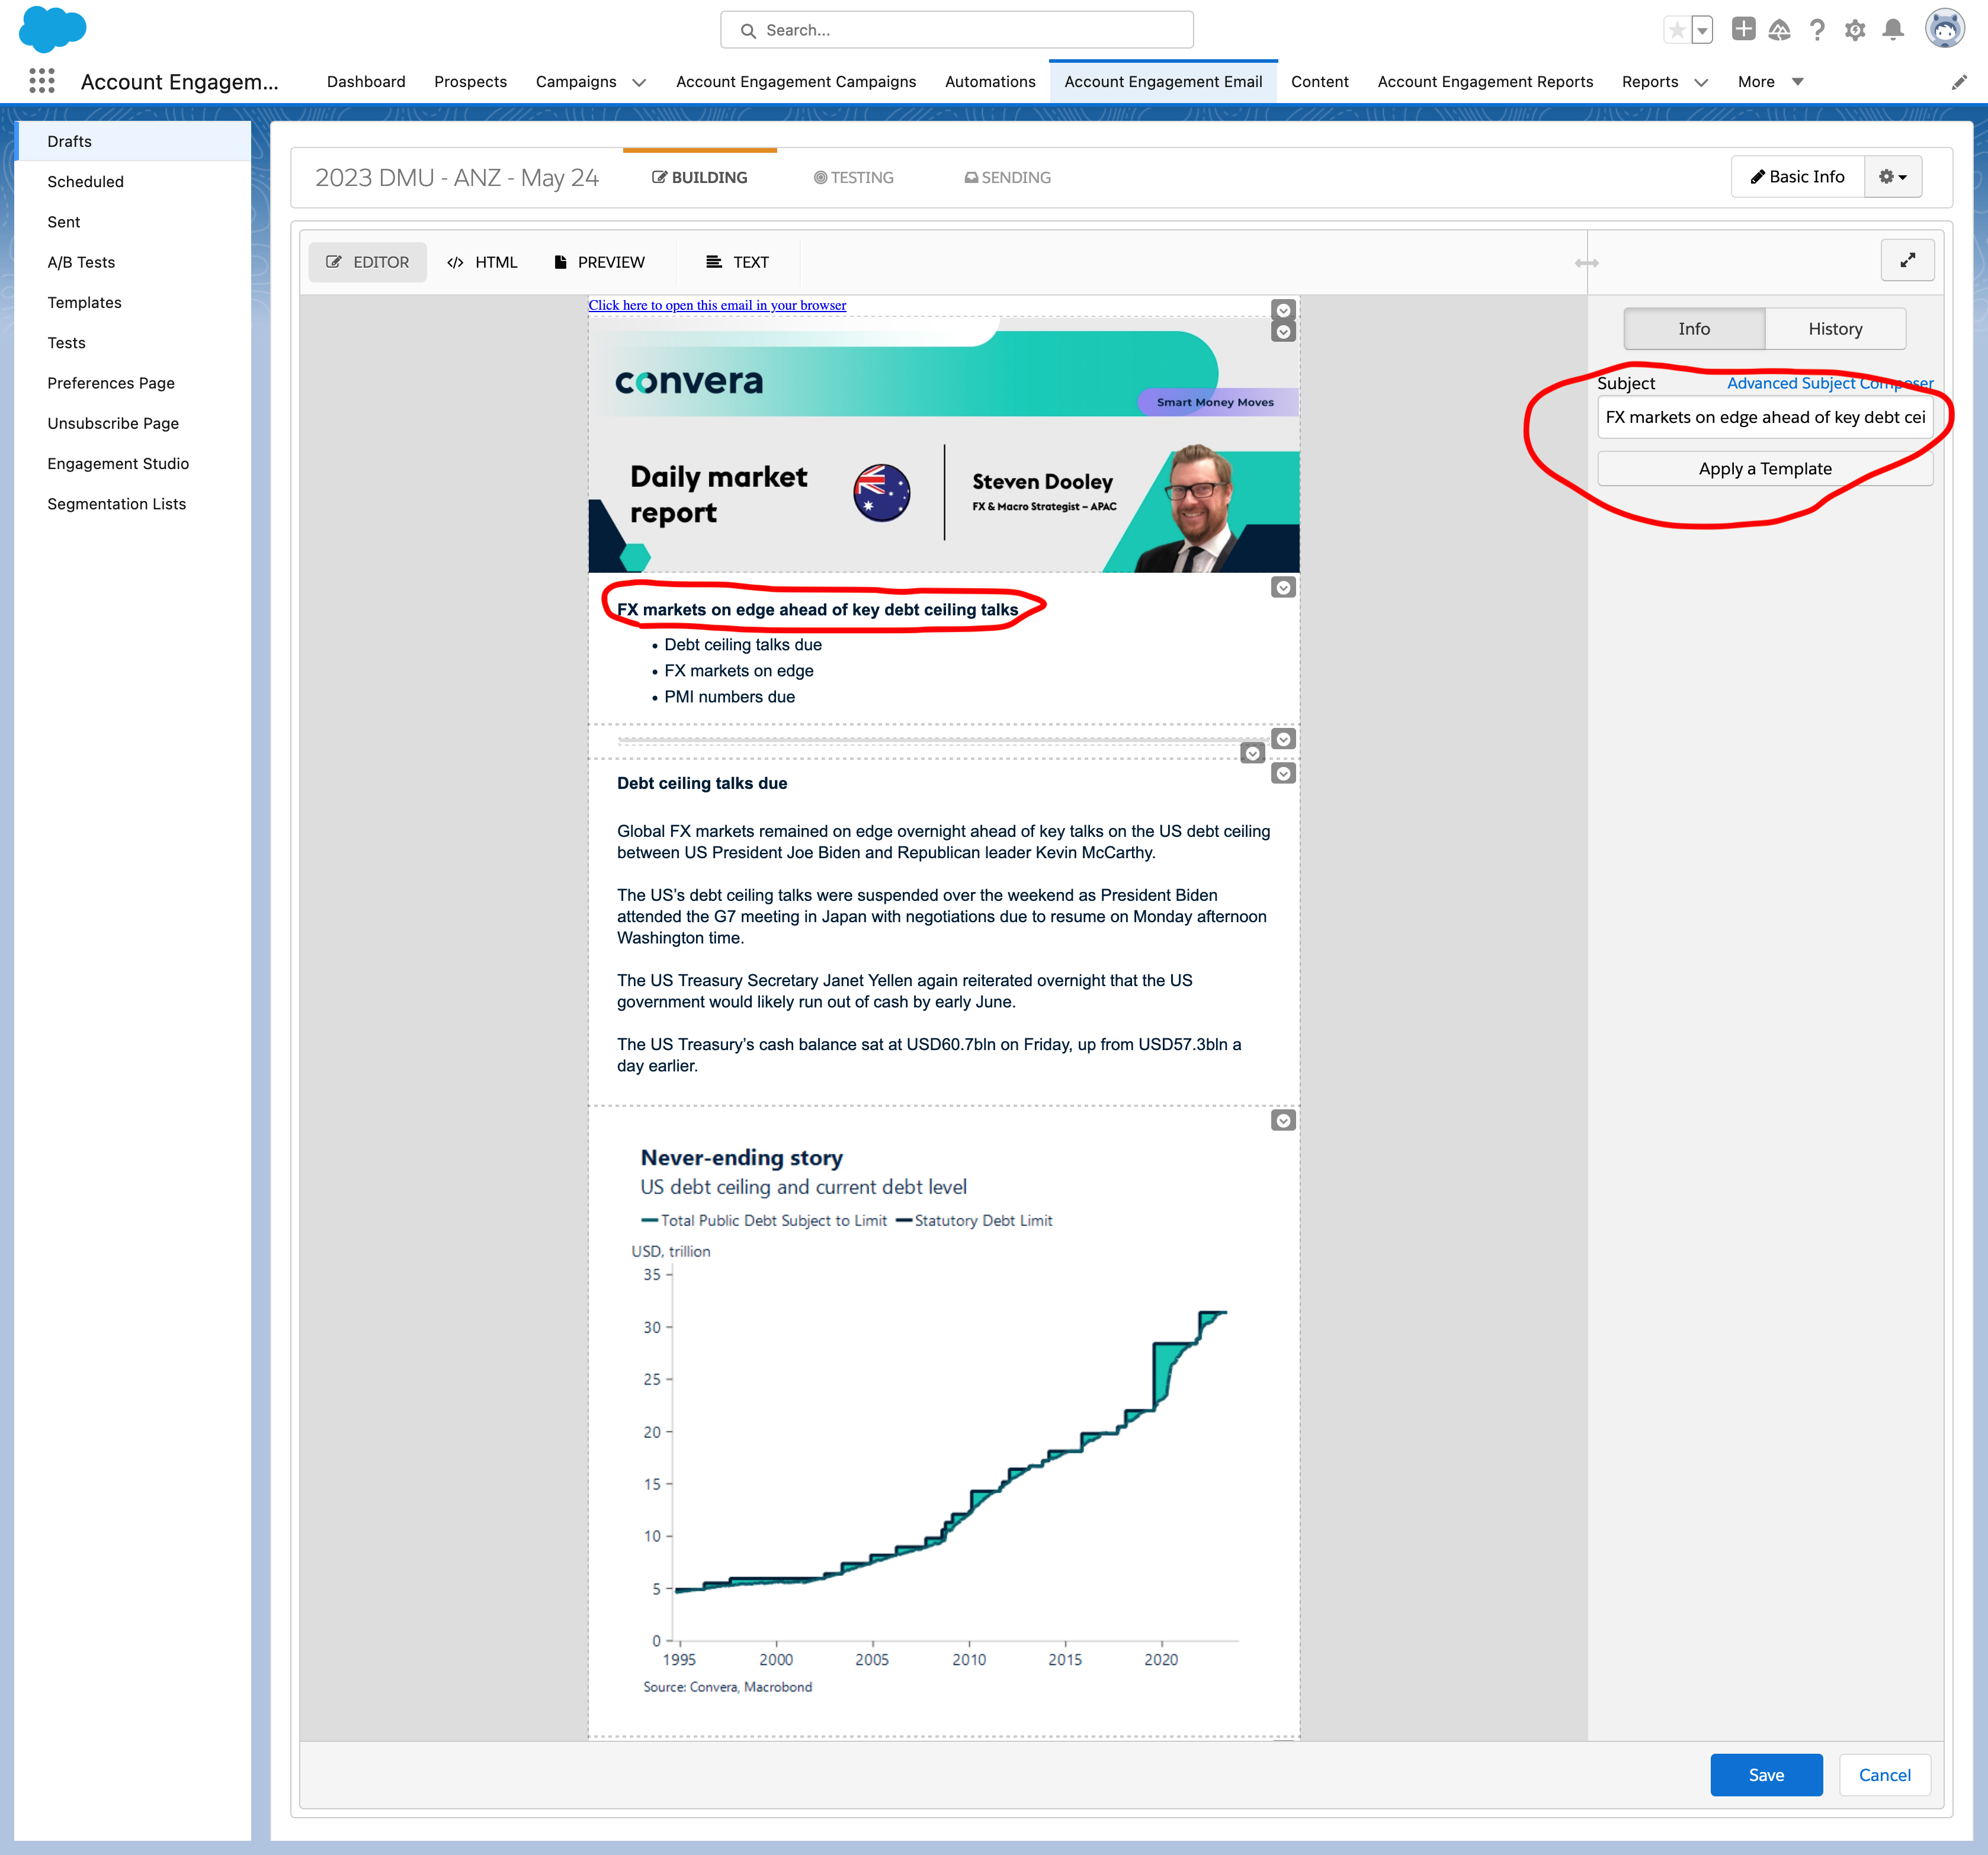 Search...
Account Engagem...
Dashboard
Prospects
Campaigns
Account Engagement Campaigns
Automations
Account Engagement Email
Content
Account Engagement Reports
Reports
More
Drafts
Scheduled
Sent
A/B Tests
Templates
Tests
Preferences Page
Unsubscribe Page
Engagement Studio
Segmentation Lists
2023 DMU - ANZ - May 24
BUILDING
TESTING
SENDING
Basic Info
EDITOR
HTML
PREVIEW
TEXT
Click here to open this email in your browser
convera
Smart Money Moves
Daily market
report
Steven Dooley
FX & Macro Strategist – APAC
FX markets on edge ahead of key debt ceiling talks
• Debt ceiling talks due
• FX markets on edge
• PMI numbers due
Debt ceiling talks due
Global FX markets remained on edge overnight ahead of key talks on the US debt ceiling
between US President Joe Biden and Republican leader Kevin McCarthy.
The US’s debt ceiling talks were suspended over the weekend as President Biden
attended the G7 meeting in Japan with negotiations due to resume on Monday afternoon
Washington time.
The US Treasury Secretary Janet Yellen again reiterated overnight that the US
government would likely run out of cash by early June.
The US Treasury’s cash balance sat at USD60.7bln on Friday, up from USD57.3bln a
day earlier.
Never-ending story
US debt ceiling and current debt level
Total Public Debt Subject to Limit Statutory Debt Limit
USD, trillion
35
30
25
20
15
10
5
0
1995 2000 2005 2010 2015 2020
Source: Convera, Macrobond
Info
History
Subject
Advanced Subject Composer
FX markets on edge ahead of key debt cei
Apply a Template
Save
Cancel